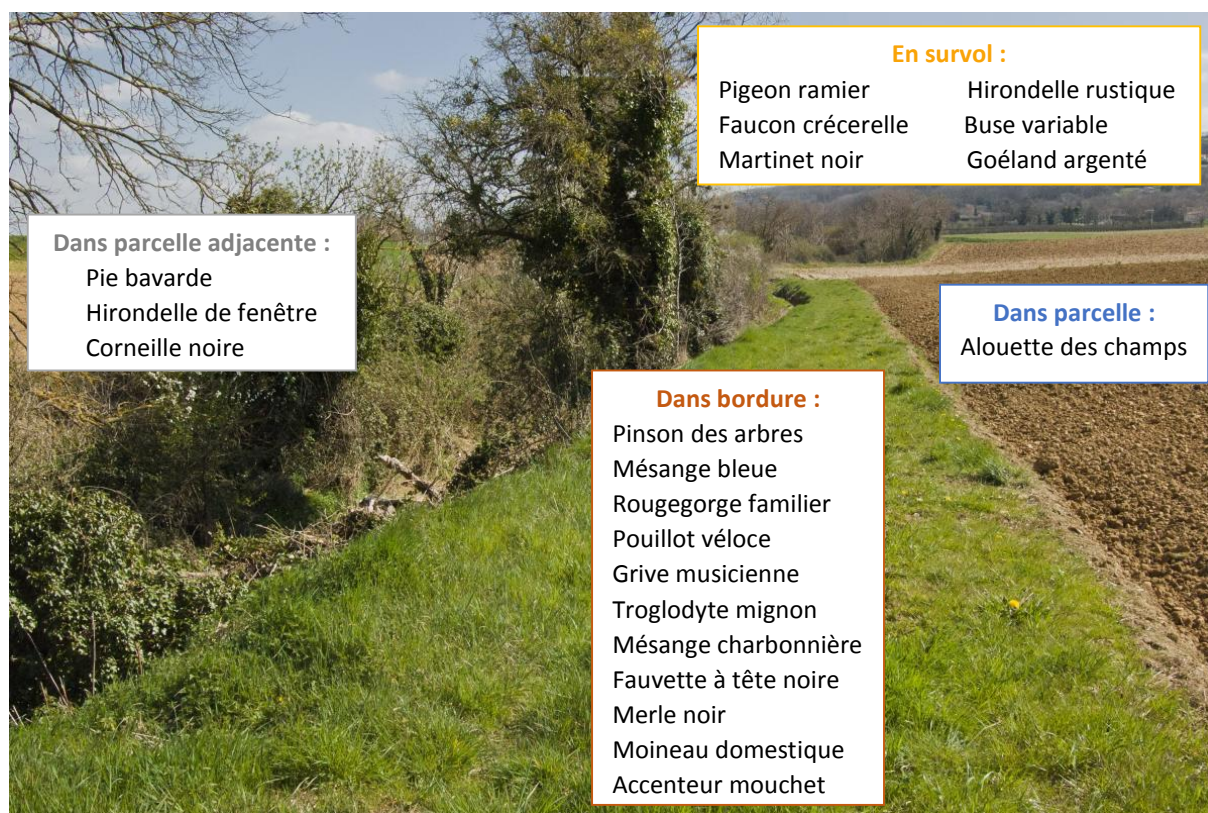 En survol :
Pigeon ramier Hirondelle rustique
Faucon crécerelle Buse variable
Martinet noir Goéland argenté
Dans parcelle adjacente :
Pie bavarde
Hirondelle de fenêtre
Corneille noire
Dans parcelle :
Alouette des champs
Dans bordure :
Pinson des arbres
Mésange bleue
Rougegorge familier
Pouillot véloce
Grive musicienne
Troglodyte mignon
Mésange charbonnière
Fauvette à tête noire
Merle noir
Moineau domestique
Accenteur mouchet